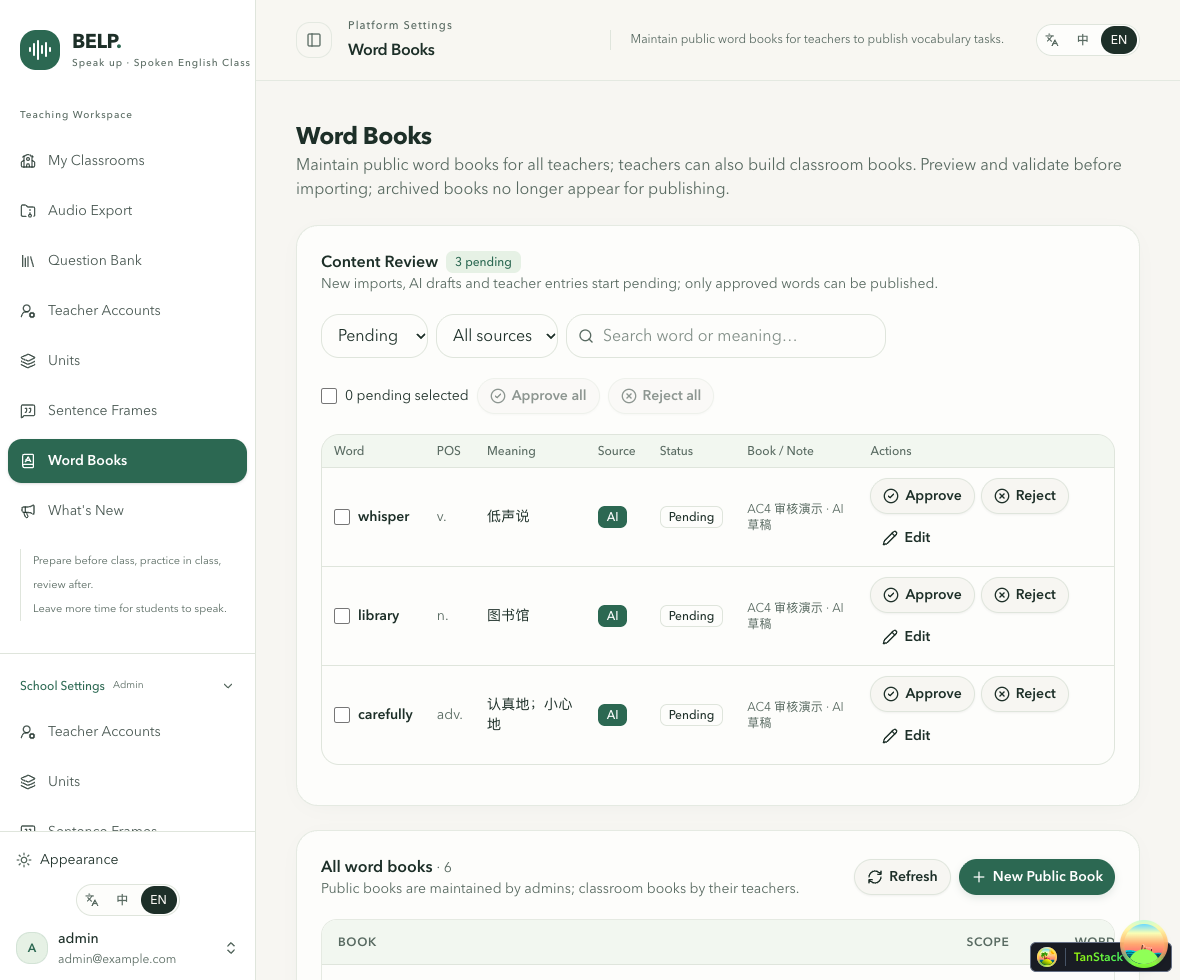 BELP.
Speak up · Spoken English Class
Teaching Workspace
My Classrooms
Audio Export
Question Bank
Teacher Accounts
Units
Sentence Frames
Word Books
What's New
Prepare before class, practice in class,
review after.
Leave more time for students to speak.
School Settings Admin
Teacher Accounts
Units
Sentence Frames
Appearance
中 EN
A
admin
admin@example.com
Platform Settings
Word Books
Maintain public word books for teachers to publish vocabulary tasks.
中 EN
Word Books
Maintain public word books for all teachers; teachers can also build classroom books. Preview and validate before
importing; archived books no longer appear for publishing.
Content Review 3 pending
New imports, AI drafts and teacher entries start pending; only approved words can be published.
Pending All sources Search word or meaning…
0 pending selected Approve all Reject all
Word POS Meaning Source Status Book / Note Actions
whisper v. 低声说 AI Pending AC4 审核演示 · AI
草稿
Approve Reject
Edit
library n. 图书馆 AI Pending AC4 审核演示 · AI
草稿
Approve Reject
Edit
carefully adv. 认真地；小心
地
AI Pending AC4 审核演示 · AI
草稿
Approve Reject
Edit
All word books · 6
Public books are maintained by admins; classroom books by their teachers.
Refresh New Public Book
BOOK SCOPE WORD
TanStack